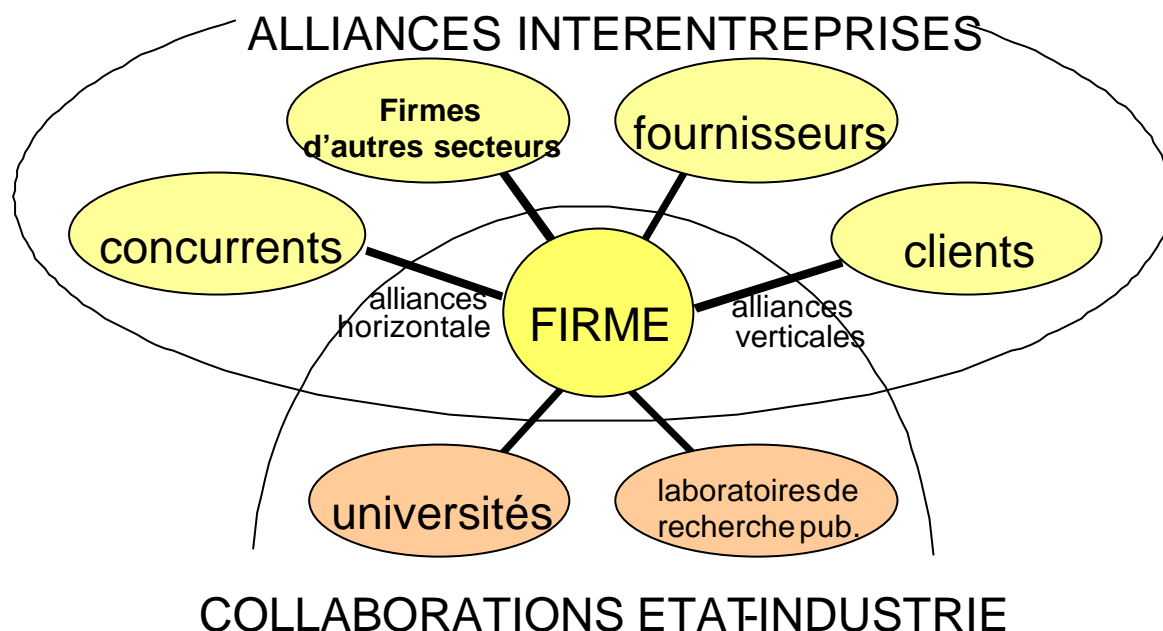 ALLIANCES INTERENTREPRISES
Firmes
d'autres secteurs
fournisseurs
concurrents
clients
alliances
horizontale
FIRME
alliances
verticales
universités
laboratoires de
recherche pub.
COLLABORATIONS ETAT-INDUSTRIE